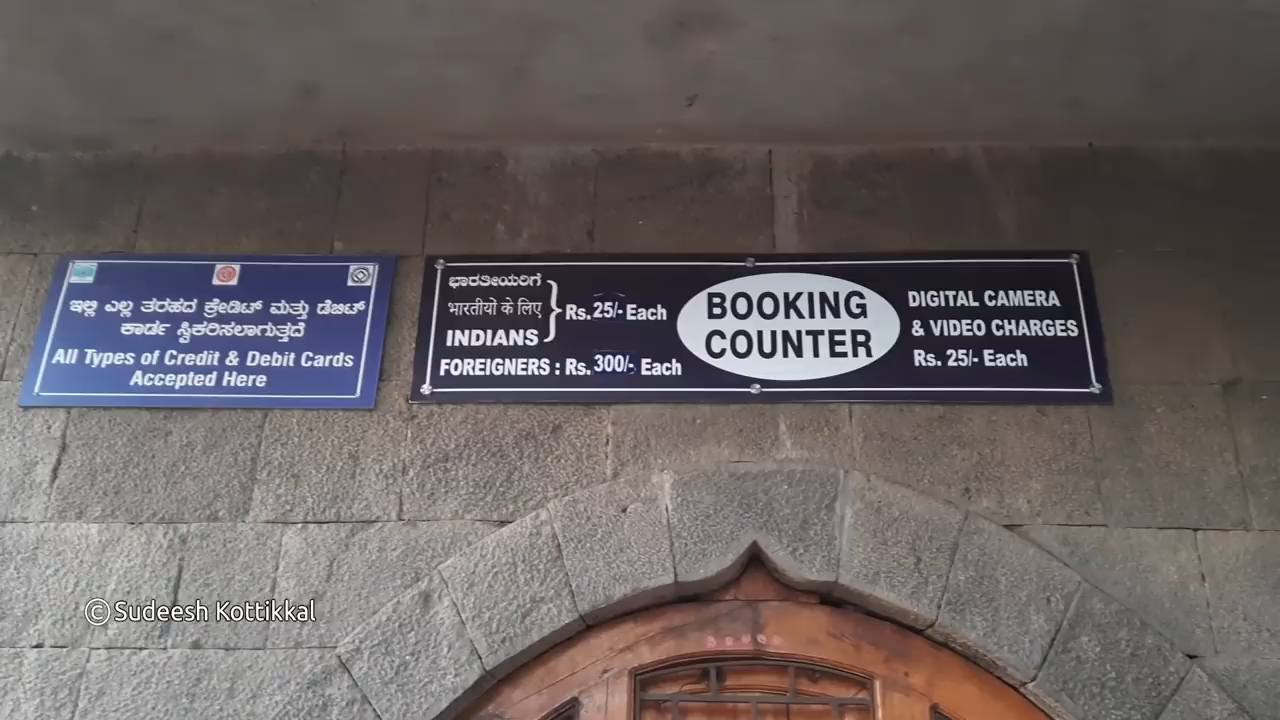 ಇಲ್ಲಿ ಎಲ್ಲ ತರಹದ ಕ್ರೇಡಿಟ್ ಮತ್ತು ಡೆಬಿಟ್
ಕಾರ್ಡ ಸ್ವಿಕರಿಸಲಾಗುತ್ತದೆ
All Types of Credit & Debit Cards
Accepted Here
ಭಾರತೀಯರಿಗೆ
भारतीयों के लिए
INDIANS
Rs. 25/- Each
FOREIGNERS : Rs. 300/- Each
BOOKING
COUNTER
DIGITAL CAMERA
& VIDEO CHARGES
Rs. 25/- Each
©Sudeesh Kottikkal